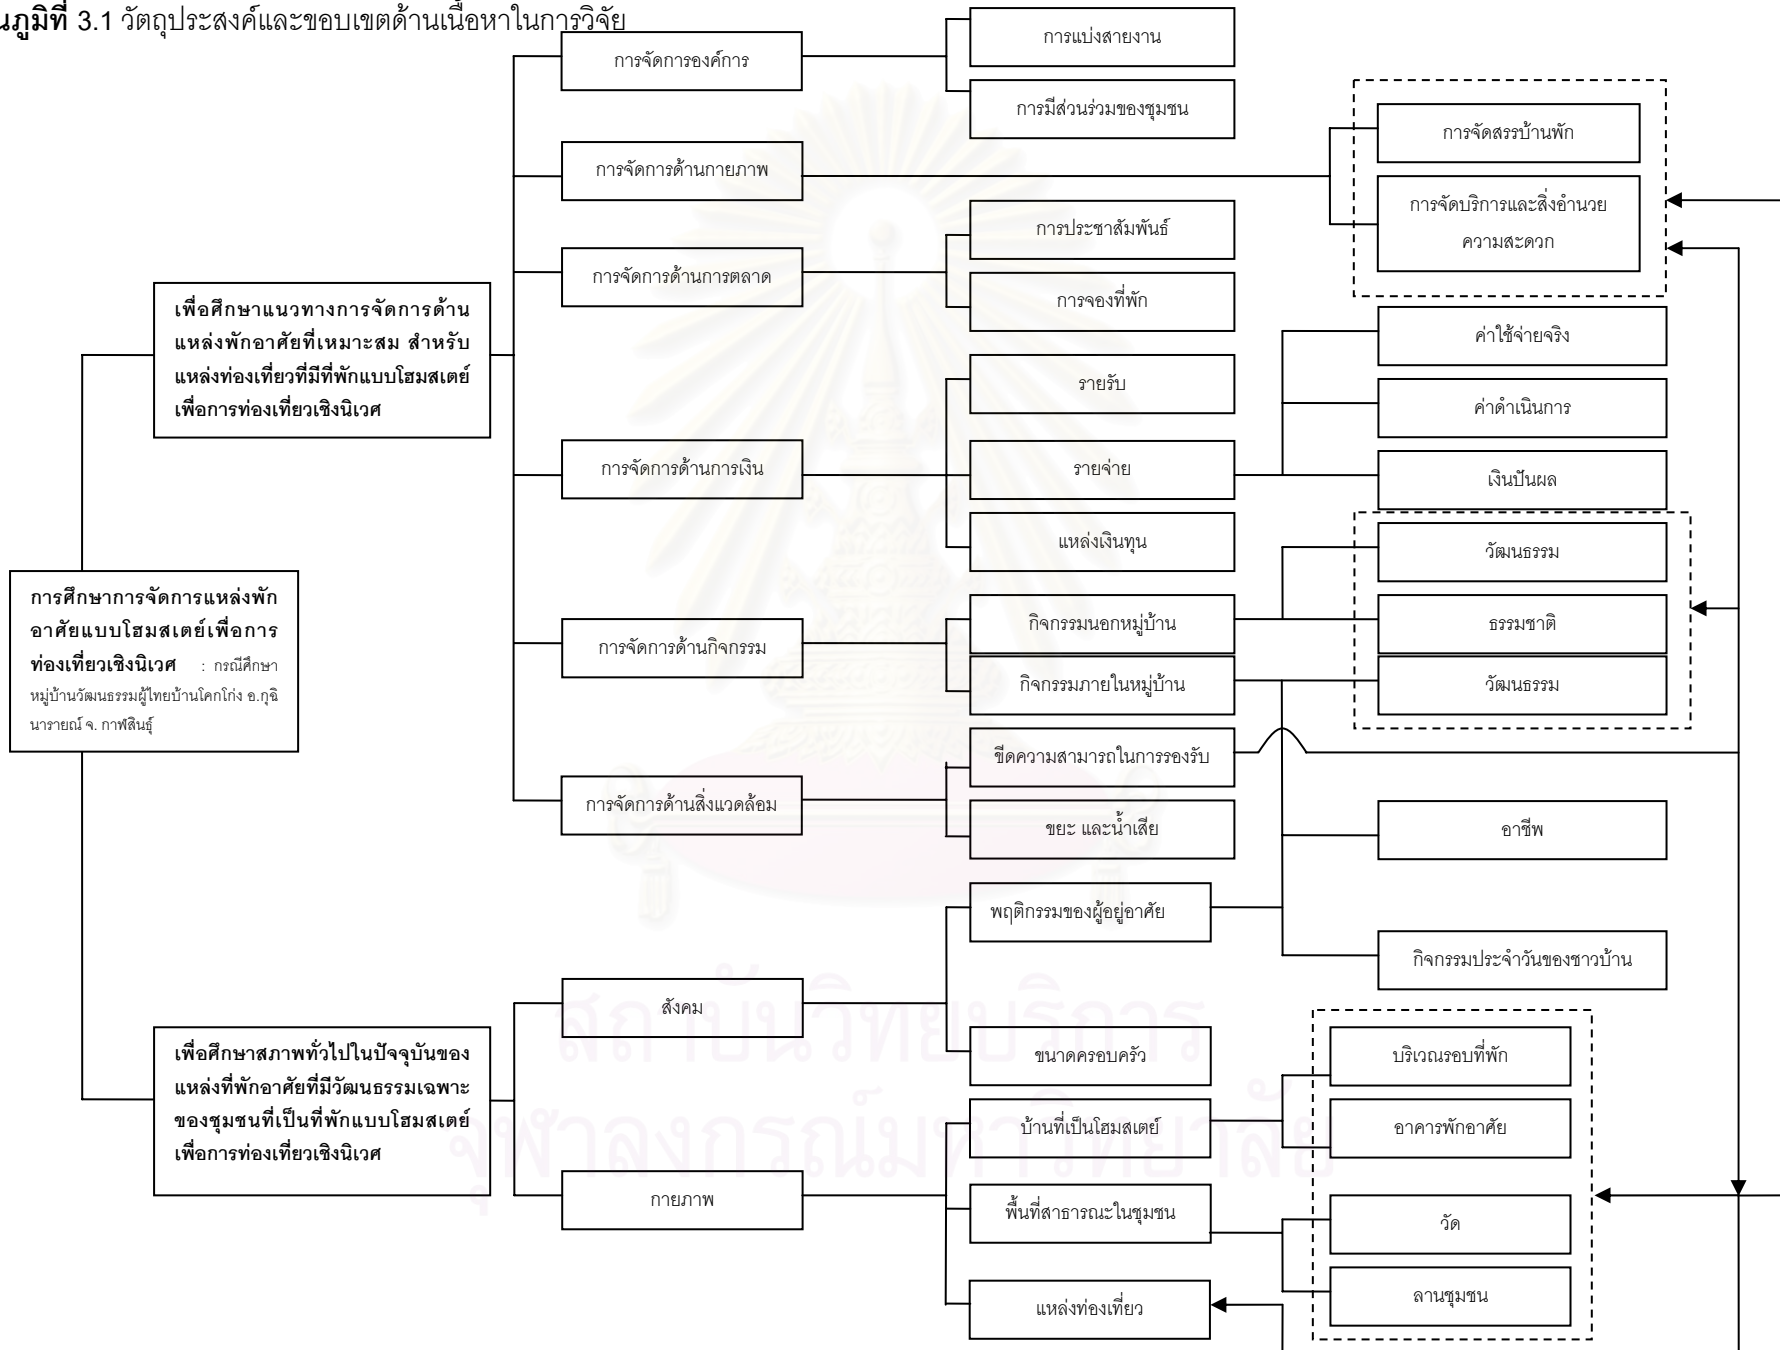 นภูมิที่ 3.1 วัตถุประสงค์และขอบเขตด้านเนื้อหาในการวิจัย
การจัดการองค์การ
การแบ่งสายงาน
การมีส่วนร่วมของชุมชน
การจัดการด้านกายภาพ
การจัดสรรบ้านพัก
การจัดบริการและสิ่งอำนวย
ความสะดวก
การจัดการด้านการตลาด
การประชาสัมพันธ์
การจองที่พัก
เพื่อศึกษาแนวทางการจัดการด้าน
แหล่งพักอาศัยที่เหมาะสม สำหรับ
แหล่งท่องเที่ยวที่มีที่พักแบบโฮมสเตย์
เพื่อการท่องเที่ยวเชิงนิเวศ
การจัดการด้านการเงิน
รายรับ
รายจ่าย
แหล่งเงินทุน
ค่าใช้จ่ายจริง
ค่าดำเนินการ
เงินปันผล
การศึกษาการจัดการแหล่งพัก
อาศัยแบบโฮมสเตย์เพื่อการ
ท่องเที่ยวเชิงนิเวศ : กรณีศึกษา
หมู่บ้านวัฒนธรรมผู้ไทยบ้านโคกโก่ง อ.กุฉิ
นารายณ์ จ. กาฬสินธุ์
การจัดการด้านกิจกรรม
กิจกรรมนอกหมู่บ้าน
กิจกรรมภายในหมู่บ้าน
วัฒนธรรม
ธรรมชาติ
วัฒนธรรม
การจัดการด้านสิ่งแวดล้อม
ขีดความสามารถในการรองรับ
ขยะ และน้ำเสีย
อาชีพ
กิจกรรมประจำวันของชาวบ้าน
เพื่อศึกษาสภาพทั่วไปในปัจจุบันของ
แหล่งที่พักอาศัยที่มีวัฒนธรรมเฉพาะ
ของชุมชนที่เป็นที่พักแบบโฮมสเตย์
เพื่อการท่องเที่ยวเชิงนิเวศ
สังคม
พฤติกรรมของผู้อยู่อาศัย
ขนาดครอบครัว
กายภาพ
บ้านที่เป็นโฮมสเตย์
พื้นที่สาธารณะในชุมชน
แหล่งท่องเที่ยว
บริเวณรอบที่พัก
อาคารพักอาศัย
วัด
ลานชุมชน
สถาบันวิทยบริการ
จุฬาลงกรณ์มหาวิทยาลัย